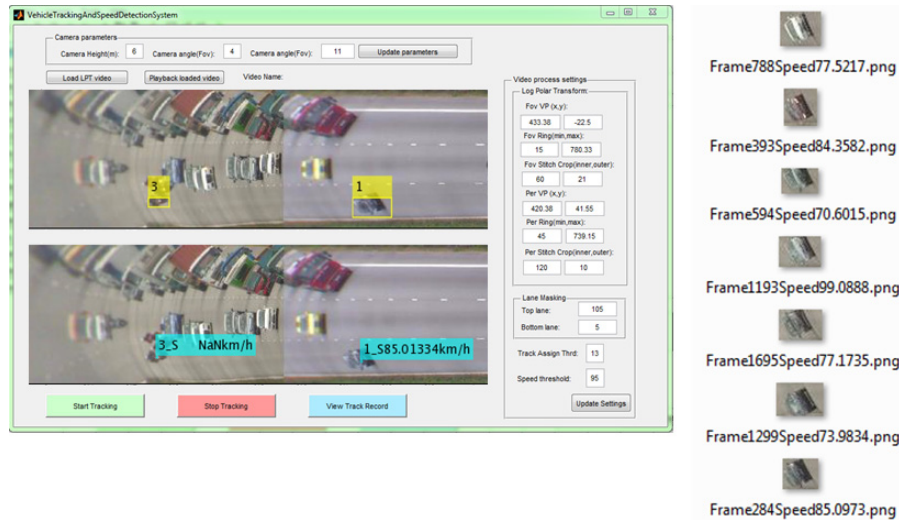 VehicleTrackingAndSpeedDetectionSystem
Camera parameters
Camera Height(m): 6 Camera angle(Fov): 4 Camera angle(Fov): 11 Update parameters
Load LPT video Playback loaded video Video Name:
3 1
3_S NaNkm/h 1_S85.01334km/h
Start Tracking Stop Tracking View Track Record
Video process settings
Log Polar Transform:
Fov VP (x,y):
433.38 -22.5
Fov Ring(min,max):
15 780.33
Fov Stitch Crop(inner,outer):
60 21
Per VP (x,y):
420.38 41.55
Per Ring(min,max):
45 739.15
Per Stitch Crop(inner,outer):
120 10
Lane Masking
Top lane: 105
Bottom lane: 5
Track Assign Thrd: 13
Speed threshold: 95
Update Settings
Frame788Speed77.5217.png
Frame393Speed84.3582.png
Frame594Speed70.6015.png
Frame1193Speed99.0888.png
Frame1695Speed77.1735.png
Frame1299Speed73.9834.png
Frame284Speed85.0973.png